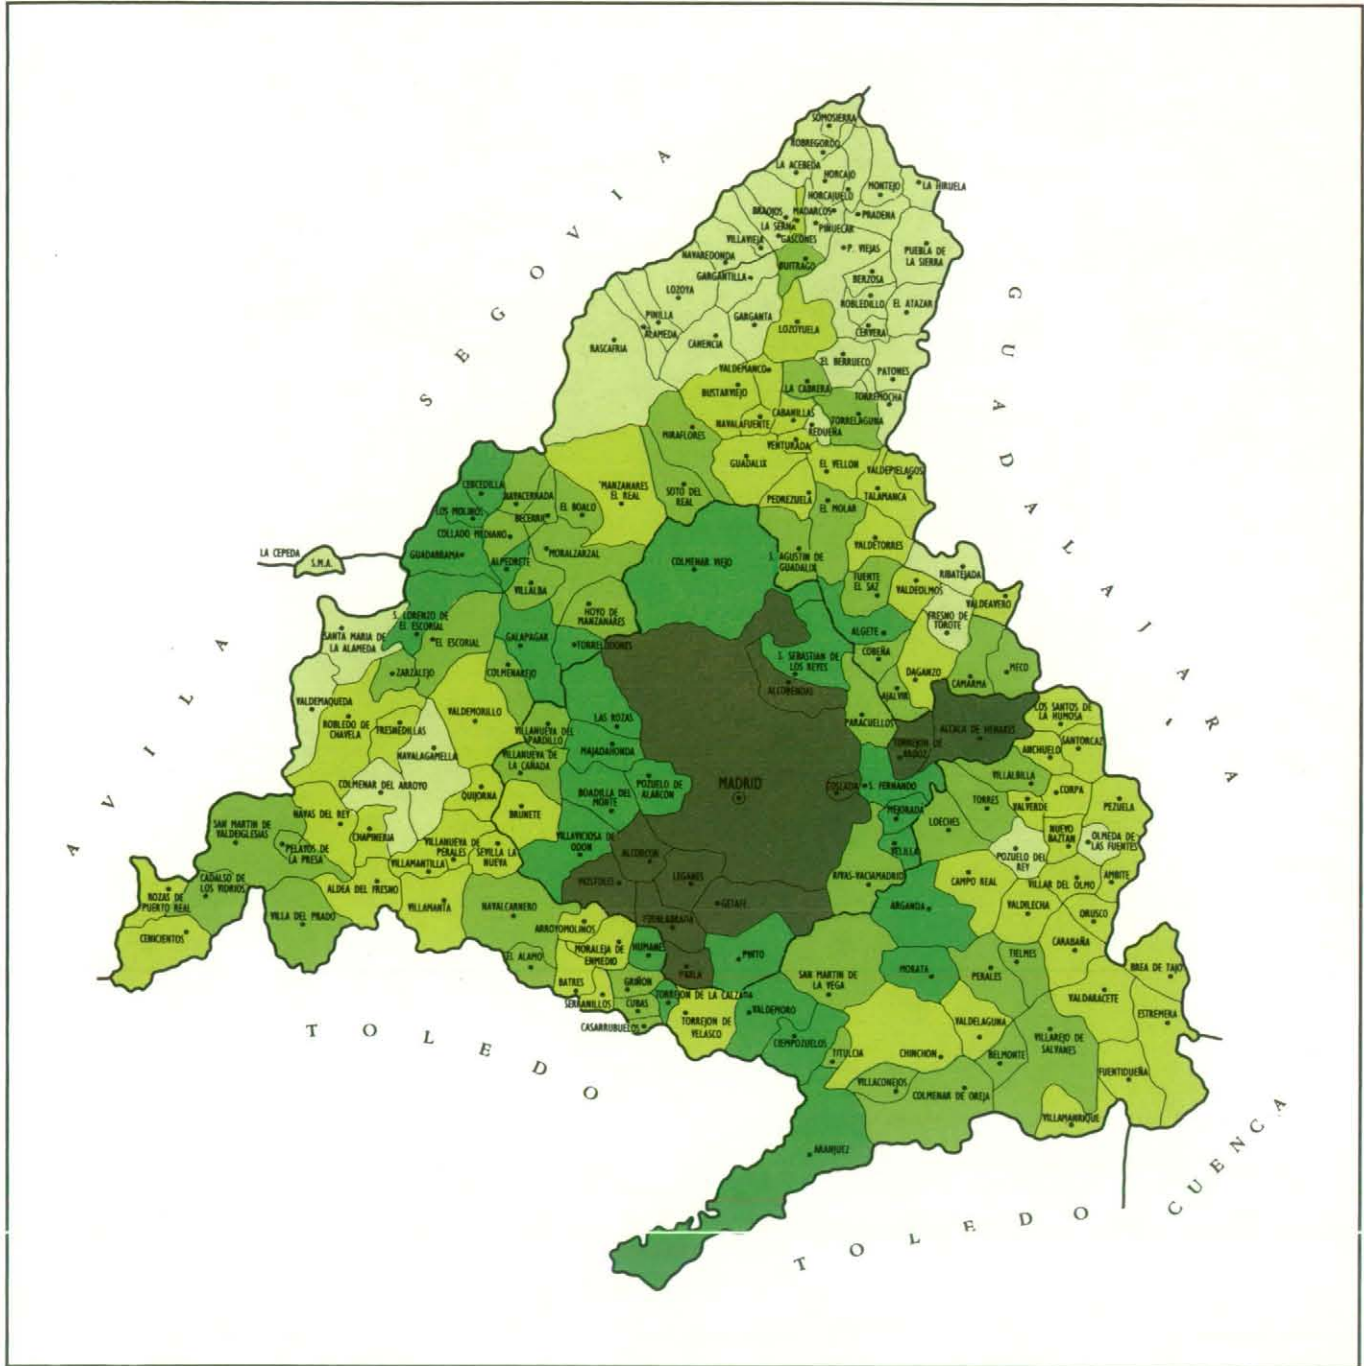 SOMOSIERRA
ROBREGORDO
LA ACEBEDA
HORCAJO
MONTEJO
LA HIRUELA
HORCAJUELO
BRAOJOS
MADARCOS
PRADENA
LA SERNA
PIÑUECAR
VILLAVIEJA
GASCONES
P. VIEJAS
PUEBLA DE
LA SIERRA
NAVAREDONDA
BUITRAGO
GARGANTILLA
BERZOSA
LOZOYA
ROBLEDILLO
EL ATAZAR
PINILLA
GARGANTA
LOZOYUELA
CERVERA
ALAMEDA
CANENCIA
RASCAFRIA
EL BERRUECO
VALDEMANCO
PATONES
BUSTARVIEJO
LA CABRERA
TORREMOCHA
CABANILLAS
NAVALAFUENTE
REDUEÑA
TORRELAGUNA
MIRAFLORES
VENTURADA
GUADALIX
EL VELLON
VALDEPIELAGOS
CERCEDILLA
NAVACERRADA
MANZANARES
EL REAL
SOTO DEL
REAL
PEDREZUELA
TALAMANCA
EL BOALO
EL MOLAR
LOS MOLINOS
BECERRIL
COLLADO MEDIANO
VALDETORRES
LA CEPEDA
S.M.A.
GUADARRAMA
MORALZARZAL
ALPEDRETE
COLMENAR VIEJO
S. AGUSTIN DE
GUADALIX
RIBATEJADA
FUENTE
EL SAZ
VALDEOLMOS
VILLALBA
VALDEAVERO
HOYO DE
MANZANARES
FRESNO DE
TOROTE
S. LORENZO DE
EL ESCORIAL
SANTA MARIA DE
LA ALAMEDA
EL ESCORIAL
GALAPAGAR
TORRELODONES
ALGETE
COBEÑA
S. SEBASTIAN DE
LOS REYES
ZARZALEJO
COLMENAREJO
DAGANZO
MECO
CAMARMA
ALCOBENDAS
AJALVIR
VALDEMAQUEDA
VALDEMORILLO
LAS ROZAS
PARACUELLOS
LOS SANTOS DE
LA HUMOSA
ROBLEDO DE
CHAVELA
FRESNEDILLAS
VILLANUEVA DEL
PARDILLO
ALCALA DE HENARES
TORREJON DE
ARDOZ
SANTORCAZ
ANCHUELO
NAVALAGAMELLA
MAJADAHONDA
VILLANUEVA DE
LA CAÑADA
VILLALBILLA
MADRID
COLMENAR DEL ARROYO
QUIJORNA
BOADILLA DEL
MONTE
POZUELO DE
ALARCON
COSLADA
S. FERNANDO
CORPA
TORRES
VALVERDE
PEZUELA
NAVAS DEL REY
BRUNETE
MEJORADA
SAN MARTIN DE
VALDEIGLESIAS
LOECHES
NUEVO
BAZTAN
OLMEDA DE
LAS FUENTES
CHAPINERIA
VILLANUEVA DE
PERALES
SEVILLA LA
NUEVA
VILLAVICIOSA DE
ODON
PELAYOS DE
LA PRESA
VELILLA
POZUELO DEL
REY
ALCORCON
VILLAMANTILLA
CADALSO DE
LOS VIDRIOS
ALDEA DEL FRESNO
MOSTOLES
LEGANES
RIVAS-VACIAMADRID
CAMPO REAL
VILLAR DEL OLMO
AMBITE
ROZAS DE
PUERTO REAL
VILLA DEL PRADO
VILLAMANTA
NAVALCARNERO
GETAFE
ARGANDA
VALDILECHA
ORUSCO
FUENLABRADA
ARROYOMOLINOS
CENICIENTOS
CARABAÑA
HUMANES
MORALEJA DE
ENMEDIO
EL ALAMO
PINTO
TIELMES
PARLA
SAN MARTIN DE
LA VEGA
MORATA
PERALES
BREA DE TAJO
BATRES
GRIÑON
SERRANILLOS
CUBAS
TORREJON DE LA CALZADA
VALDARACETE
VALDEMORO
ESTREMERA
CASARRUBUELOS
TORREJON DE
VELASCO
VALDELAGUNA
VILLAREJO DE
SALVANES
CIEMPOZUELOS
TITULCIA
CHINCHON
BELMONTE
FUENTIDUEÑA
VILLACONEJOS
COLMENAR DE OREJA
VILLAMANRIQUE
ARANJUEZ
SEGOVIA
GUADALAJARA
AVILA
TOLEDO
TOLEDO
CUENCA